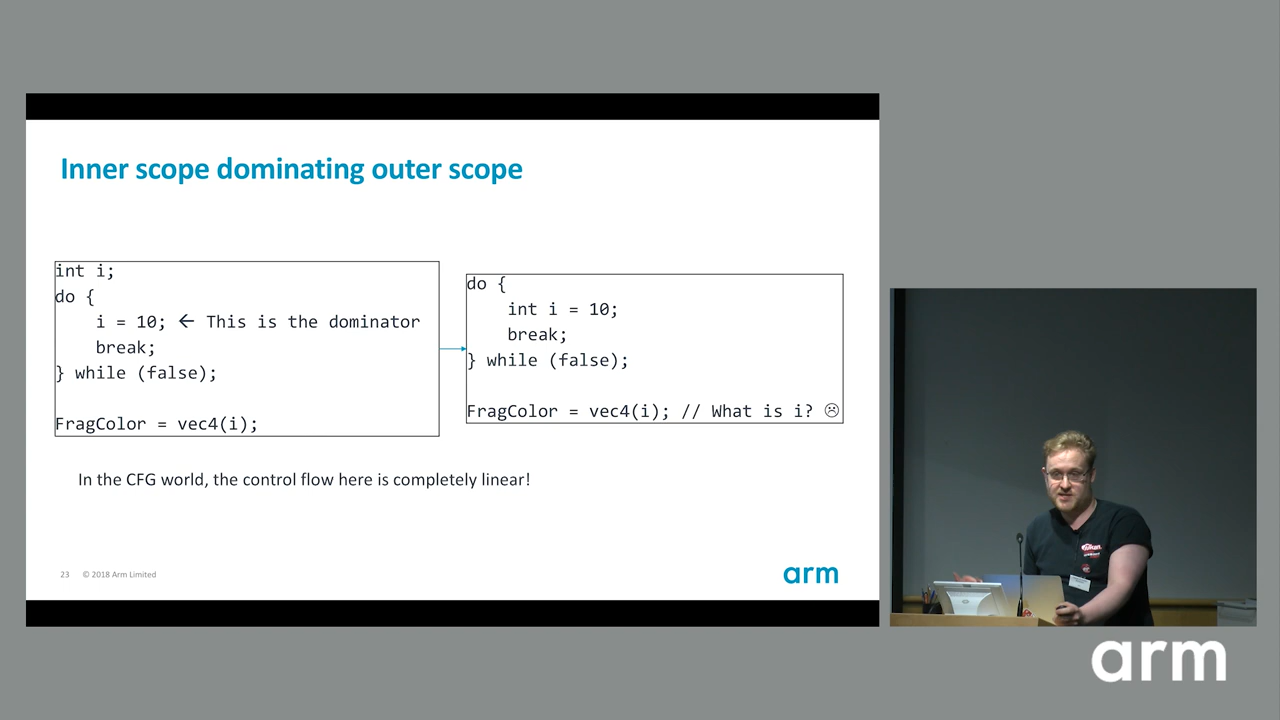 Inner scope dominating outer scope
int i;
do {
    i = 10; ← This is the dominator
    break;
} while (false);
FragColor = vec4(i);
do {
    int i = 10;
    break;
} while (false);
FragColor = vec4(i); // What is i? ☹
In the CFG world, the control flow here is completely linear!
23 © 2018 Arm Limited
arm
arm